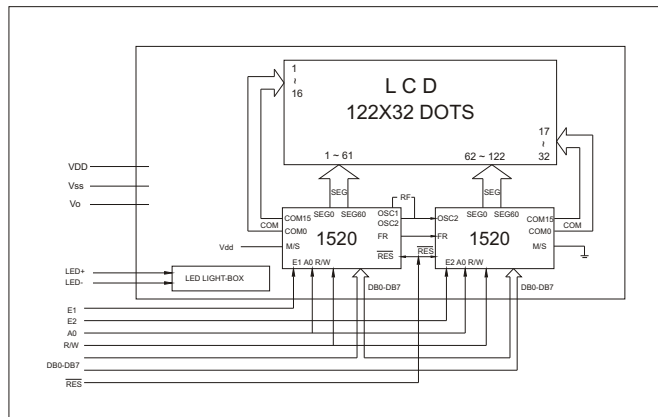 1
~
16
L C D
122X32 DOTS
17
~
32
1 ~ 61
62 ~ 122
VDD
Vss
Vo
SEG
SEG
RF
COM
COM15
COM0
SEG0 SEG60
OSC1
OSC2
FR
M/S
1520
RES
E1 A0 R/W
Vdd
OSC2
FR
RES
SEG0 SEG60
COM15
COM0
M/S
1520
E2 A0 R/W
COM
DB0-DB7
DB0-DB7
LED+
LED-
LED LIGHT-BOX
E1
E2
A0
R/W
DB0-DB7
RES